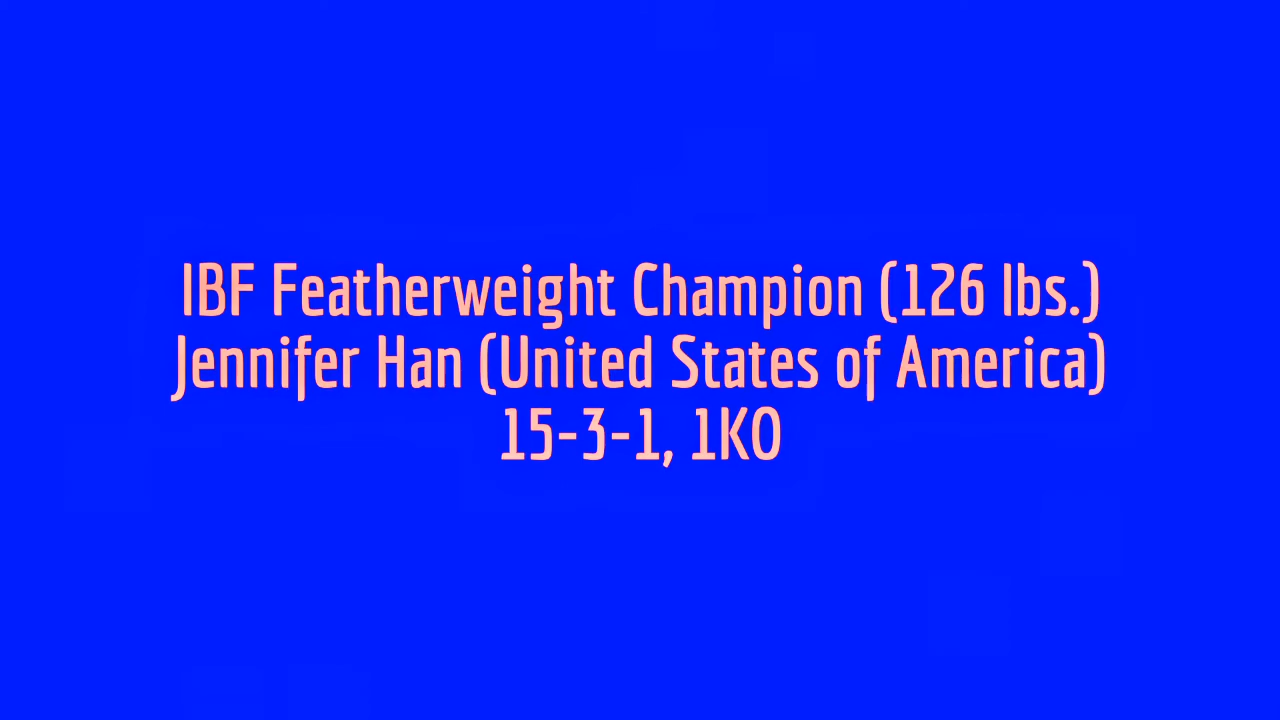 IBF Featherweight Champion (126 lbs.)
Jennifer Han (United States of America)
15-3-1, 1KO